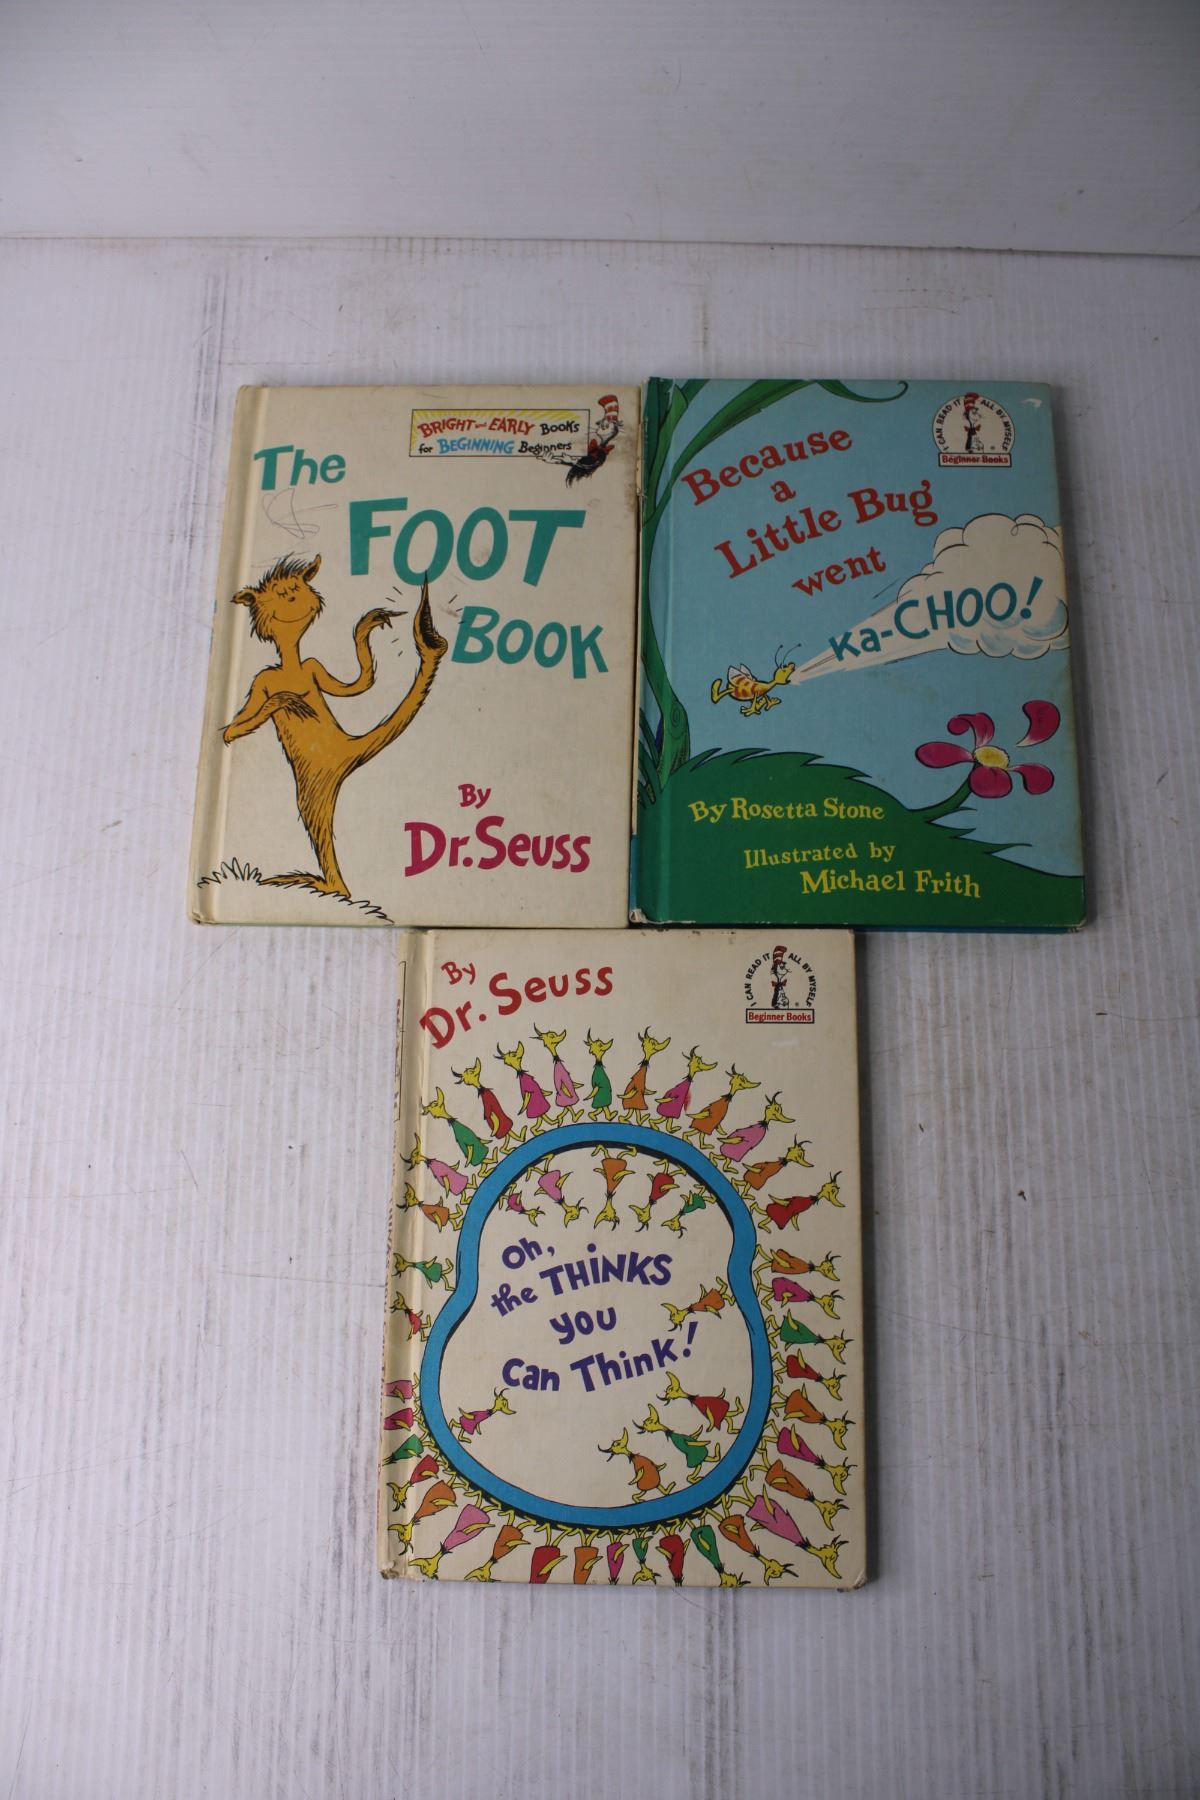 BRIGHT and EARLY BOOKS
for BEGINNING Beginners
The
FOOT
BOOK
By
Dr. Seuss
I CAN READ IT ALL BY MYSELF
Beginner Books
Because
a
Little Bug
went
Ka-CHOO!
By Rosetta Stone
Illustrated by
Michael Frith
By
Dr. Seuss
I CAN READ IT ALL BY MYSELF
Beginner Books
Oh,
the THiNKS
you
Can Think!